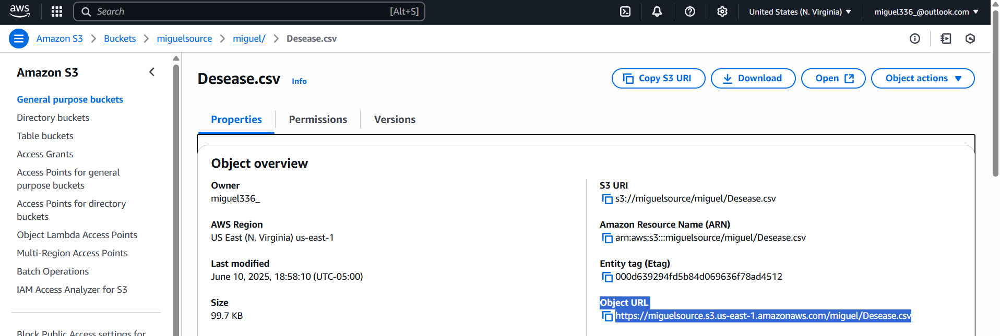 aws
Search [Alt+S]
United States (N. Virginia)
miguel336_@outlook.com
Amazon S3
Buckets
miguelsource
miguel/
Desease.csv
Amazon S3
General purpose buckets
Directory buckets
Table buckets
Access Grants
Access Points for general
purpose buckets
Access Points for directory
buckets
Object Lambda Access Points
Multi-Region Access Points
Batch Operations
IAM Access Analyzer for S3
Block Public Access settings for
Desease.csv Info
Copy S3 URI
Download
Open
Object actions
Properties
Permissions
Versions
Object overview
Owner
miguel336_
AWS Region
US East (N. Virginia) us-east-1
Last modified
June 10, 2025, 18:58:10 (UTC-05:00)
Size
99.7 KB
S3 URI
s3://miguelsource/miguel/Desease.csv
Amazon Resource Name (ARN)
arn:aws:s3:::miguelsource/miguel/Desease.csv
Entity tag (Etag)
000d639294fd5b84d069636f78ad4512
Object URL
https://miguelsource.s3.us-east-1.amazonaws.com/miguel/Desease.csv